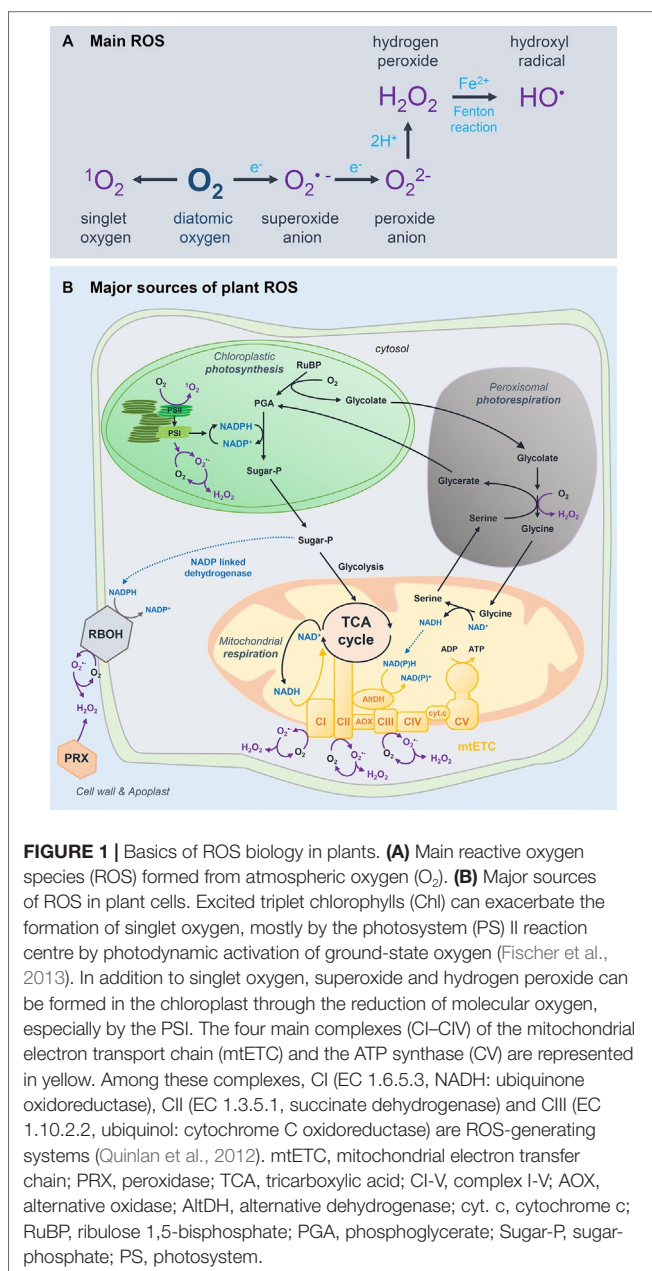 A Main ROS
hydrogen
peroxide
hydroxyl
radical
H₂O₂
Fe²⁺
HO•
Fenton
reaction
2H⁺
¹O₂
O₂
e⁻
O₂•⁻
e⁻
O₂²⁻
singlet
oxygen
diatomic
oxygen
superoxide
anion
peroxide
anion
B Major sources of plant ROS
cytosol
Chloroplastic
photosynthesis
RuBP
O₂
PGA
Glycolate
O₂
¹O₂
PSII
PSI
NADPH
NADP⁺
O₂•⁻
O₂
H₂O₂
Sugar-P
Peroxisomal
photorespiration
Glycolate
Glycerate
O₂
H₂O₂
Serine
Glycine
Sugar-P
NADP linked
dehydrogenase
Glycolysis
NADPH
NADP⁺
RBOH
O₂•⁻
O₂
H₂O₂
PRX
Cell wall & Apoplast
Mitochondrial
respiration
TCA
cycle
NAD⁺
NADH
Serine
Glycine
NADH
NAD⁺
NAD(P)H
NAD(P)⁺
ADP
ATP
AltDH
CI
CII
AOX
CIII
CIV
cyt.c
CV
mtETC
O₂•⁻
H₂O₂
O₂
O₂•⁻
O₂
H₂O₂
O₂
O₂•⁻
H₂O₂
FIGURE 1 | Basics of ROS biology in plants. (A) Main reactive oxygen
species (ROS) formed from atmospheric oxygen (O₂). (B) Major sources
of ROS in plant cells. Excited triplet chlorophylls (Chl) can exacerbate the
formation of singlet oxygen, mostly by the photosystem (PS) II reaction
centre by photodynamic activation of ground-state oxygen (Fischer et al.,
2013). In addition to singlet oxygen, superoxide and hydrogen peroxide can
be formed in the chloroplast through the reduction of molecular oxygen,
especially by the PSI. The four main complexes (CI–CIV) of the mitochondrial
electron transport chain (mtETC) and the ATP synthase (CV) are represented
in yellow. Among these complexes, CI (EC 1.6.5.3, NADH: ubiquinone
oxidoreductase), CII (EC 1.3.5.1, succinate dehydrogenase) and CIII (EC
1.10.2.2, ubiquinol: cytochrome C oxidoreductase) are ROS-generating
systems (Quinlan et al., 2012). mtETC, mitochondrial electron transfer
chain; PRX, peroxidase; TCA, tricarboxylic acid; CI-V, complex I-V; AOX,
alternative oxidase; AltDH, alternative dehydrogenase; cyt. c, cytochrome c;
RuBP, ribulose 1,5-bisphosphate; PGA, phosphoglycerate; Sugar-P, sugar-
phosphate; PS, photosystem.